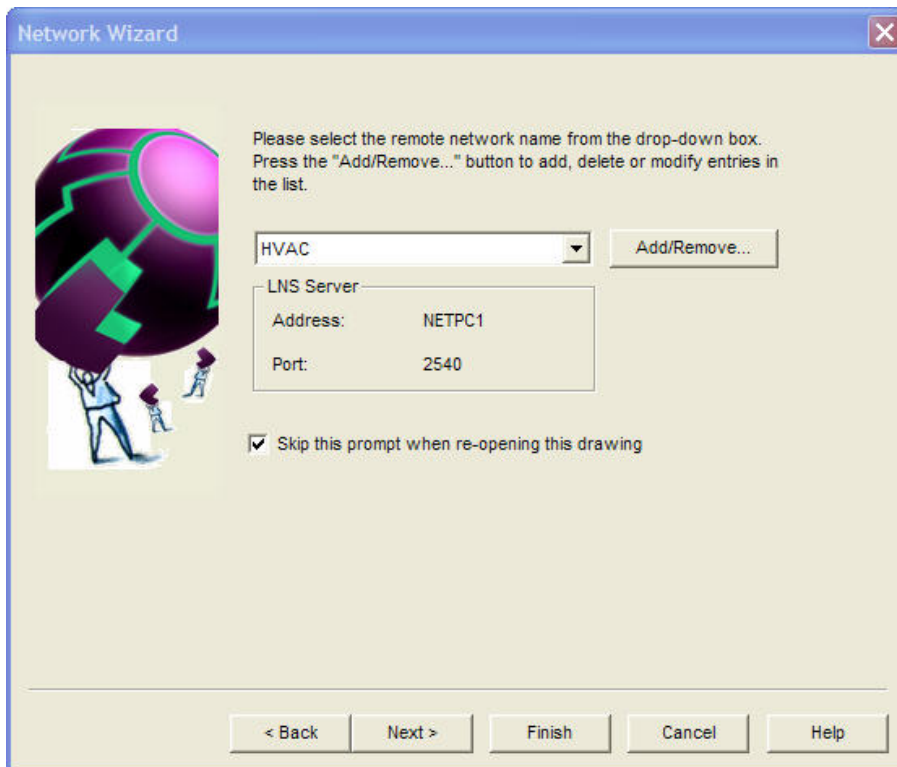 Network Wizard
Please select the remote network name from the drop-down box.
Press the "Add/Remove..." button to add, delete or modify entries in
the list.
HVAC
Add/Remove...
LNS Server
Address: NETPC1
Port: 2540
Skip this prompt when re-opening this drawing
< Back Next > Finish Cancel Help